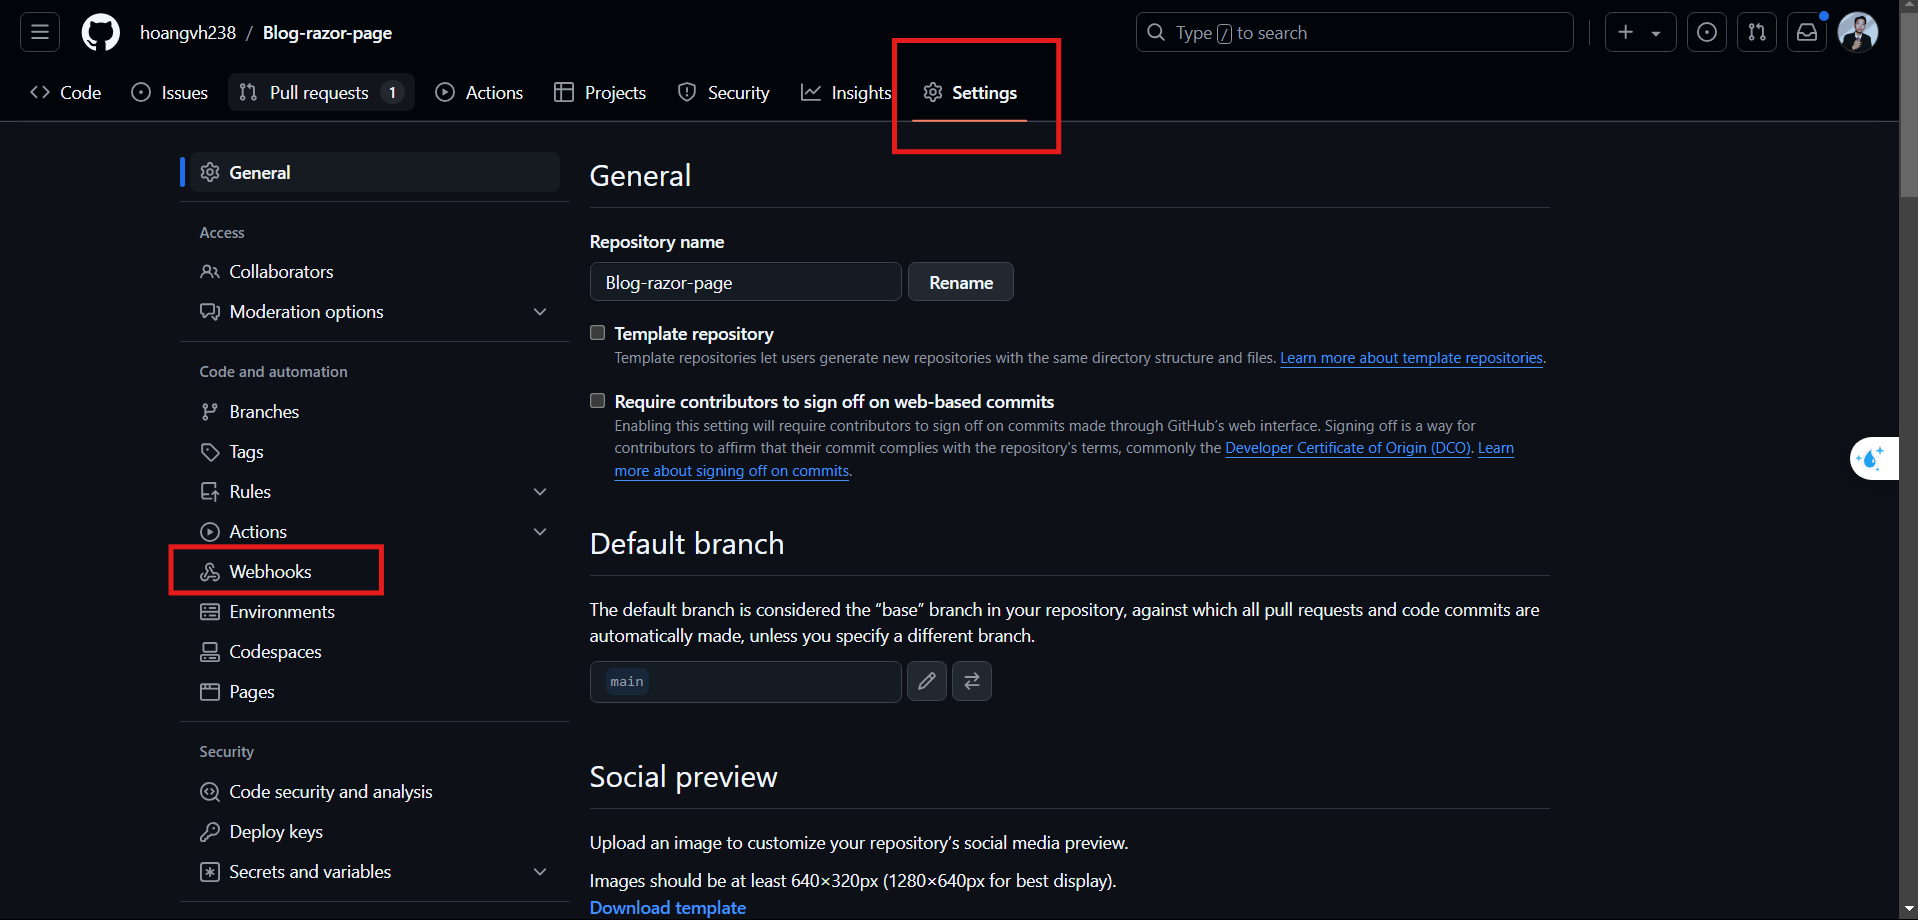 hoangvh238 / Blog-razor-page
Type / to search
Code
Issues
Pull requests 1
Actions
Projects
Security
Insights
Settings
General
Access
Collaborators
Moderation options
Code and automation
Branches
Tags
Rules
Actions
Webhooks
Environments
Codespaces
Pages
Security
Code security and analysis
Deploy keys
Secrets and variables
General
Repository name
Blog-razor-page
Rename
Template repository
Template repositories let users generate new repositories with the same directory structure and files. Learn more about template repositories.
Require contributors to sign off on web-based commits
Enabling this setting will require contributors to sign off on commits made through GitHub's web interface. Signing off is a way for
contributors to affirm that their commit complies with the repository's terms, commonly the Developer Certificate of Origin (DCO). Learn
more about signing off on commits.
Default branch
The default branch is considered the “base” branch in your repository, against which all pull requests and code commits are
automatically made, unless you specify a different branch.
main
Social preview
Upload an image to customize your repository’s social media preview.
Images should be at least 640×320px (1280×640px for best display).
Download template